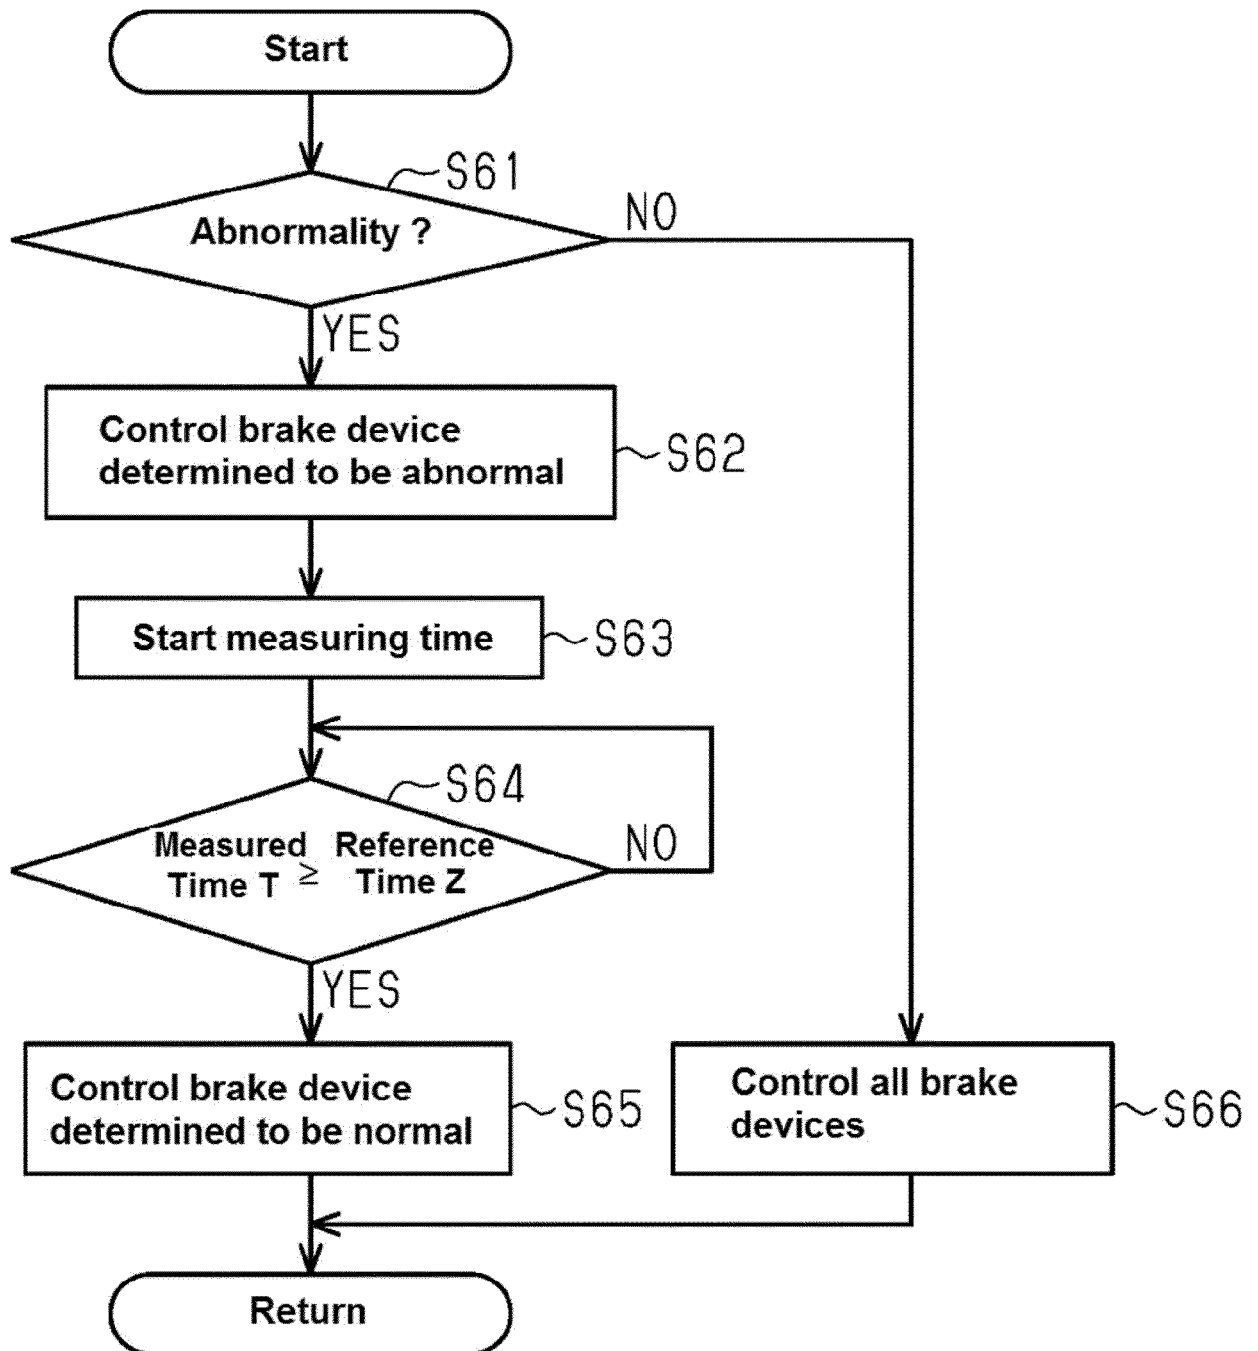 Start
S61
Abnormality ?
NO
YES
Control brake device
determined to be abnormal
S62
Start measuring time
S63
S64
Measured Reference
Time T ≥ Time Z
NO
YES
Control brake device
determined to be normal
S65
Control all brake
devices
S66
Return